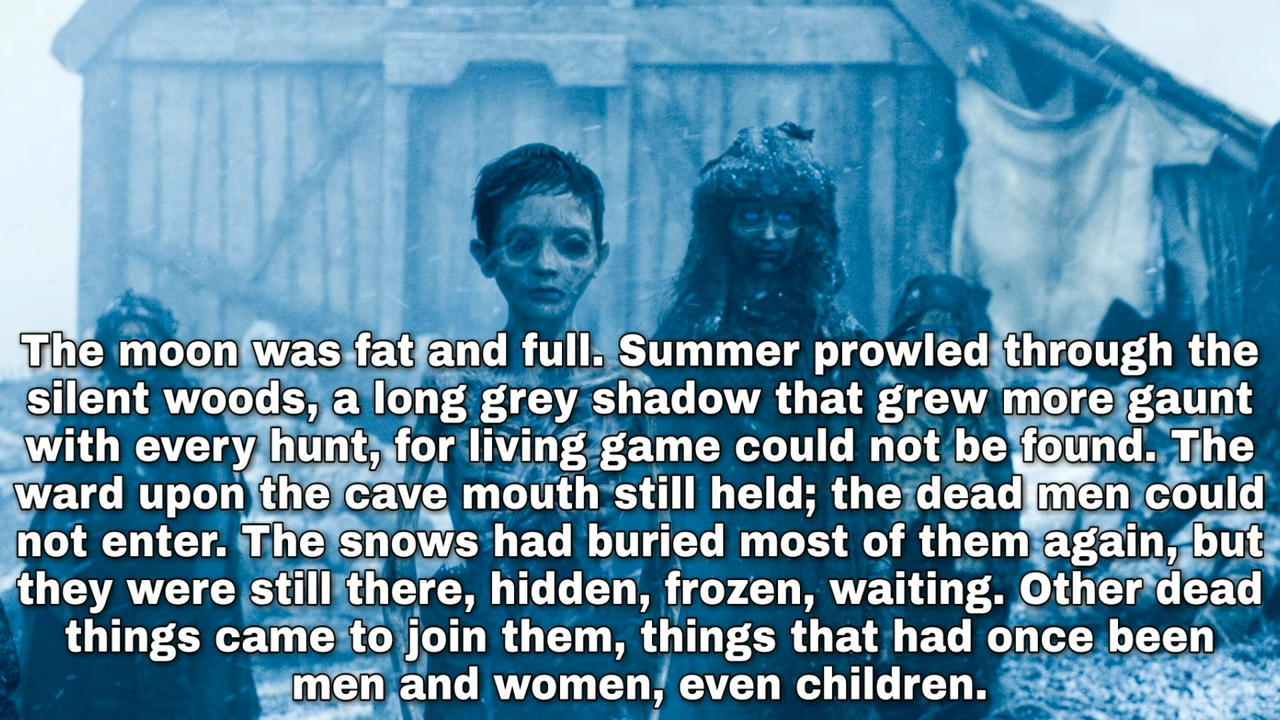 The moon was fat and full. Summer prowled through the
silent woods, a long grey shadow that grew more gaunt
with every hunt, for living game could not be found. The
ward upon the cave mouth still held; the dead men could
not enter. The snows had buried most of them again, but
they were still there, hidden, frozen, waiting. Other dead
things came to join them, things that had once been
men and women, even children.